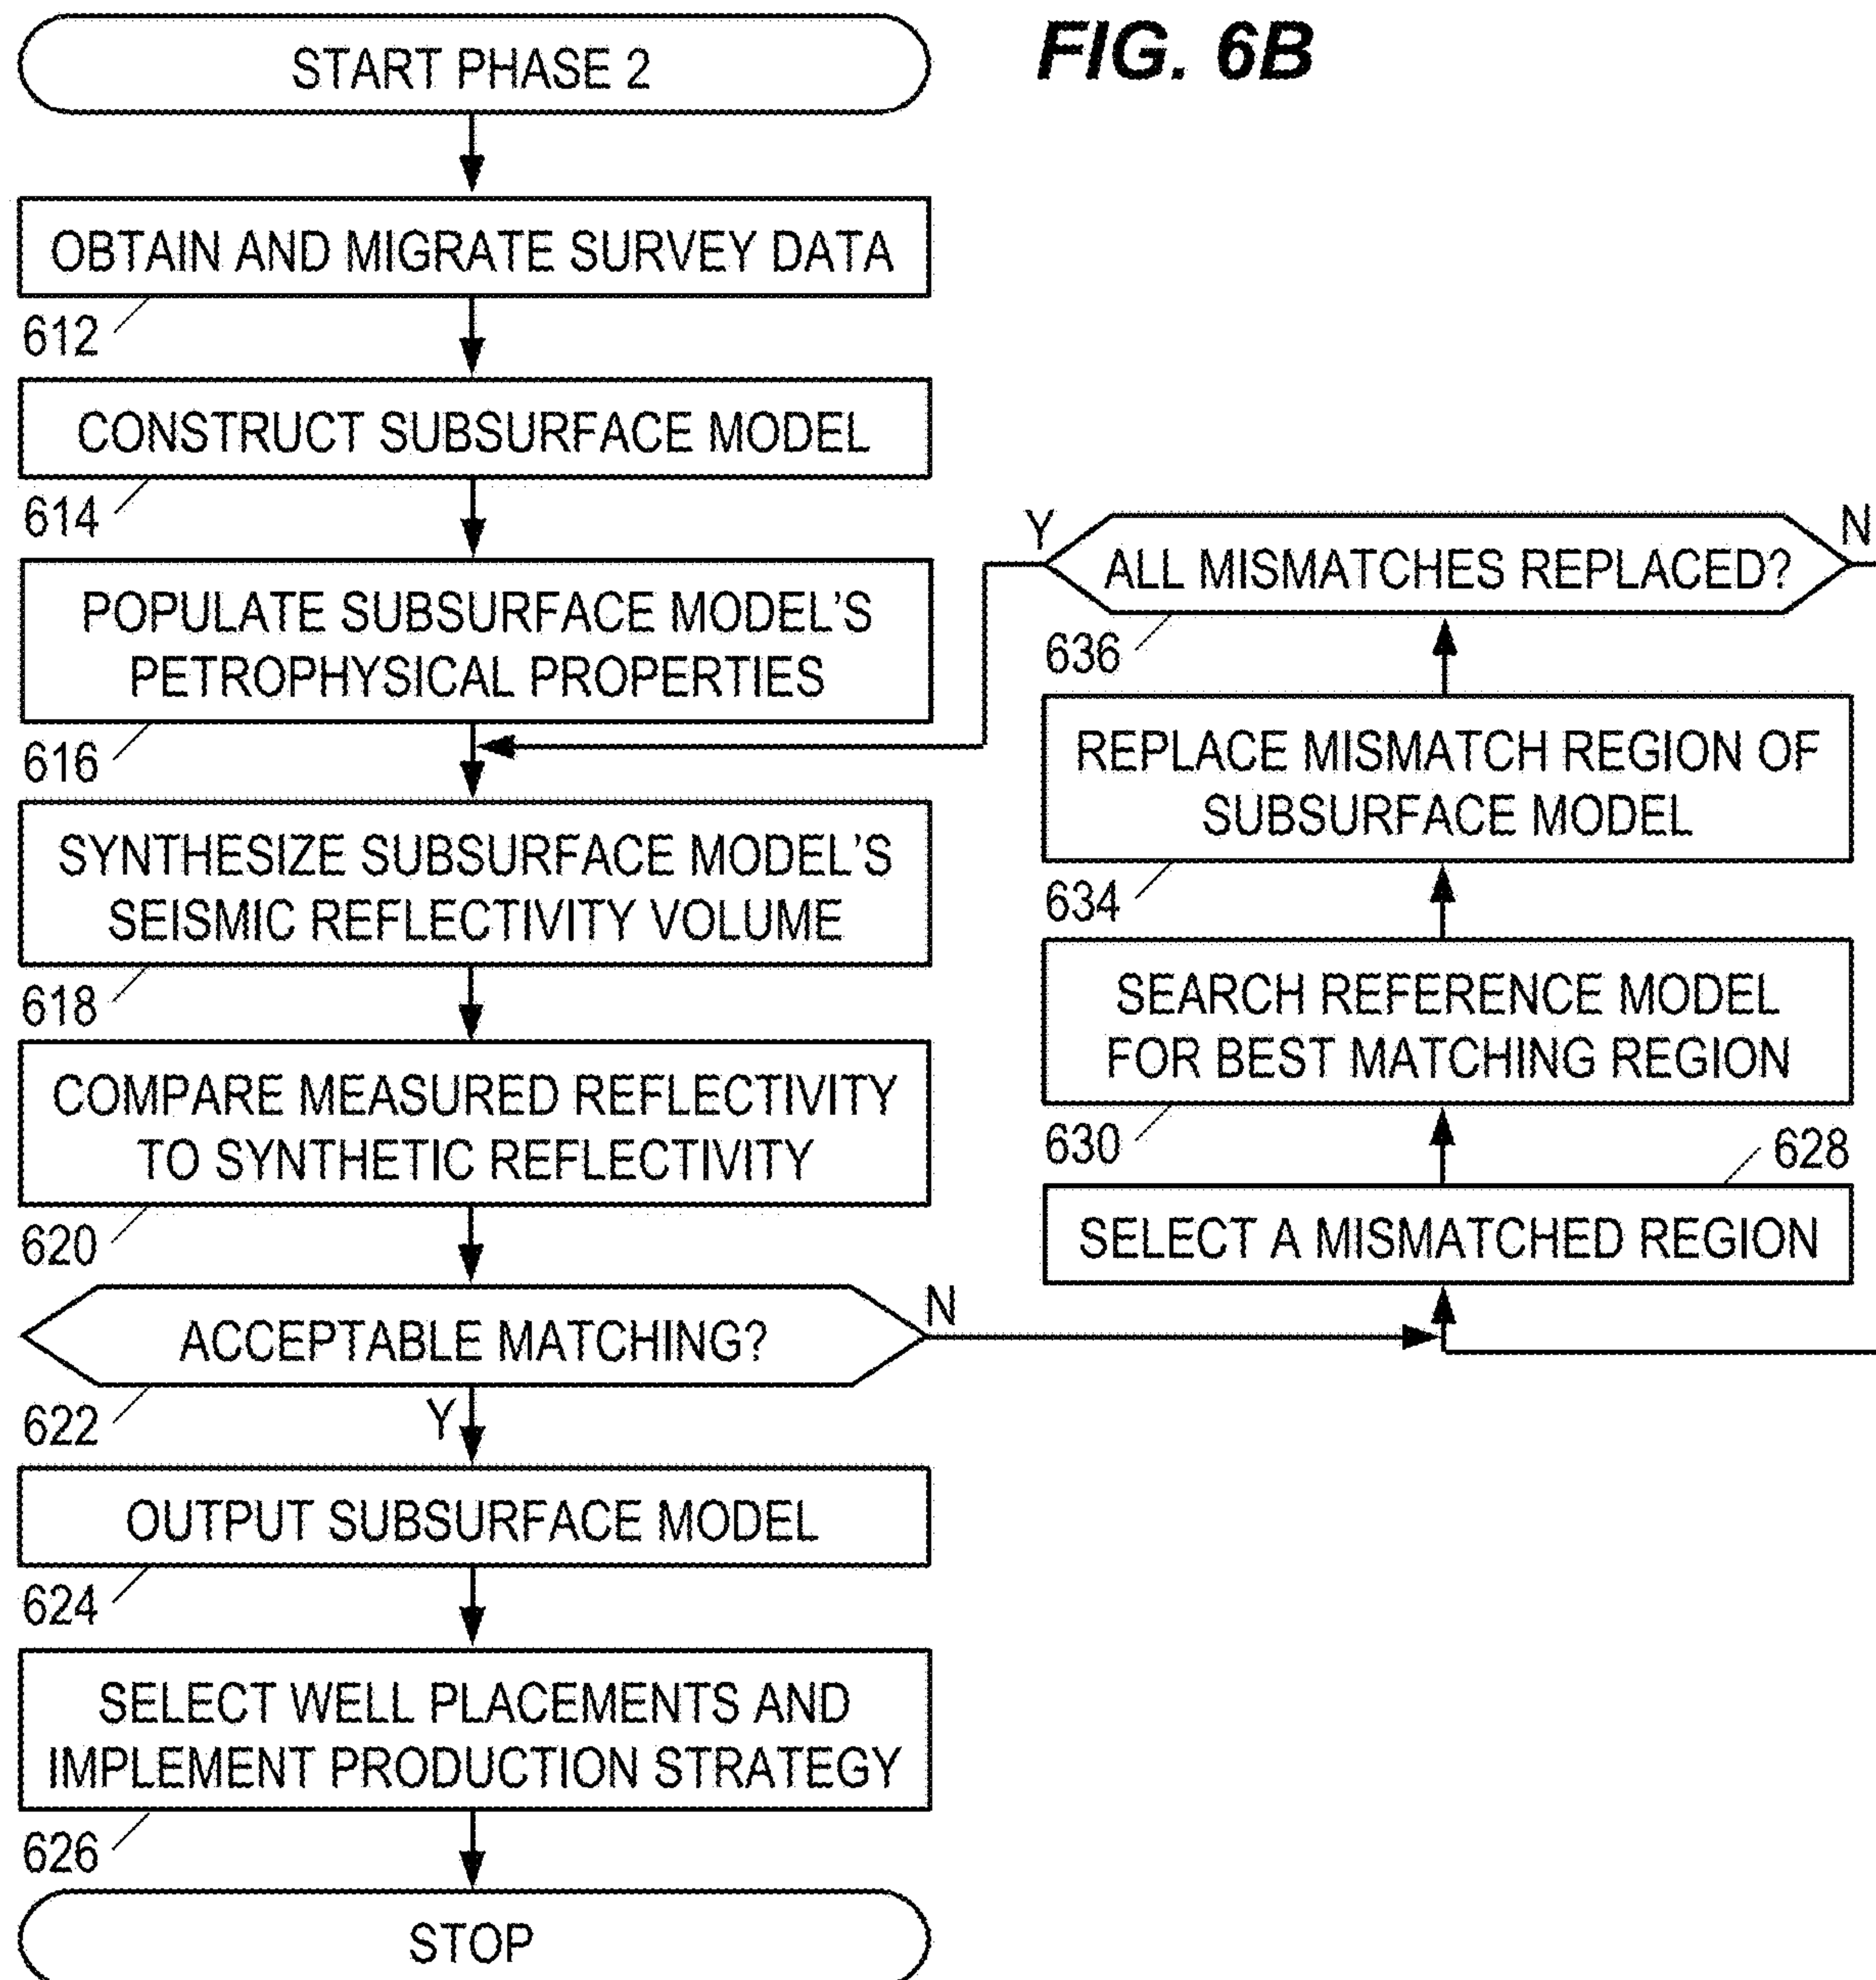 FIG. 6B
START PHASE 2
OBTAIN AND MIGRATE SURVEY DATA
612
CONSTRUCT SUBSURFACE MODEL
614
POPULATE SUBSURFACE MODEL'S
PETROPHYSICAL PROPERTIES
616
SYNTHESIZE SUBSURFACE MODEL'S
SEISMIC REFLECTIVITY VOLUME
618
COMPARE MEASURED REFLECTIVITY
TO SYNTHETIC REFLECTIVITY
620
ACCEPTABLE MATCHING?
N
622
Y
OUTPUT SUBSURFACE MODEL
624
SELECT WELL PLACEMENTS AND
IMPLEMENT PRODUCTION STRATEGY
626
STOP
Y
N
ALL MISMATCHES REPLACED?
636
REPLACE MISMATCH REGION OF
SUBSURFACE MODEL
634
SEARCH REFERENCE MODEL
FOR BEST MATCHING REGION
630
628
SELECT A MISMATCHED REGION